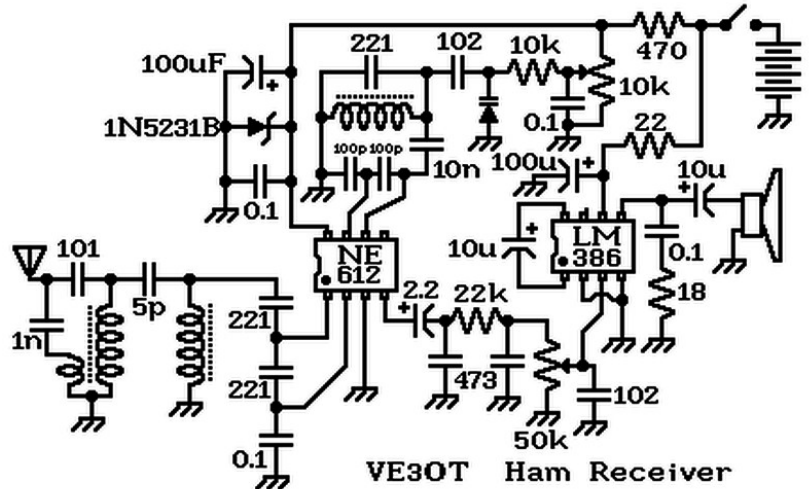 221 102 10k 470
100uF + 10k
1N5231B 0.1 22
100p 100p 10n 100u + 10u
0.1 +
101 NE 612 10u + LM 386 0.1
5p 221 2.2 22k 18
1n +
221 473 102
0.1 50k
VE3OT Ham Receiver